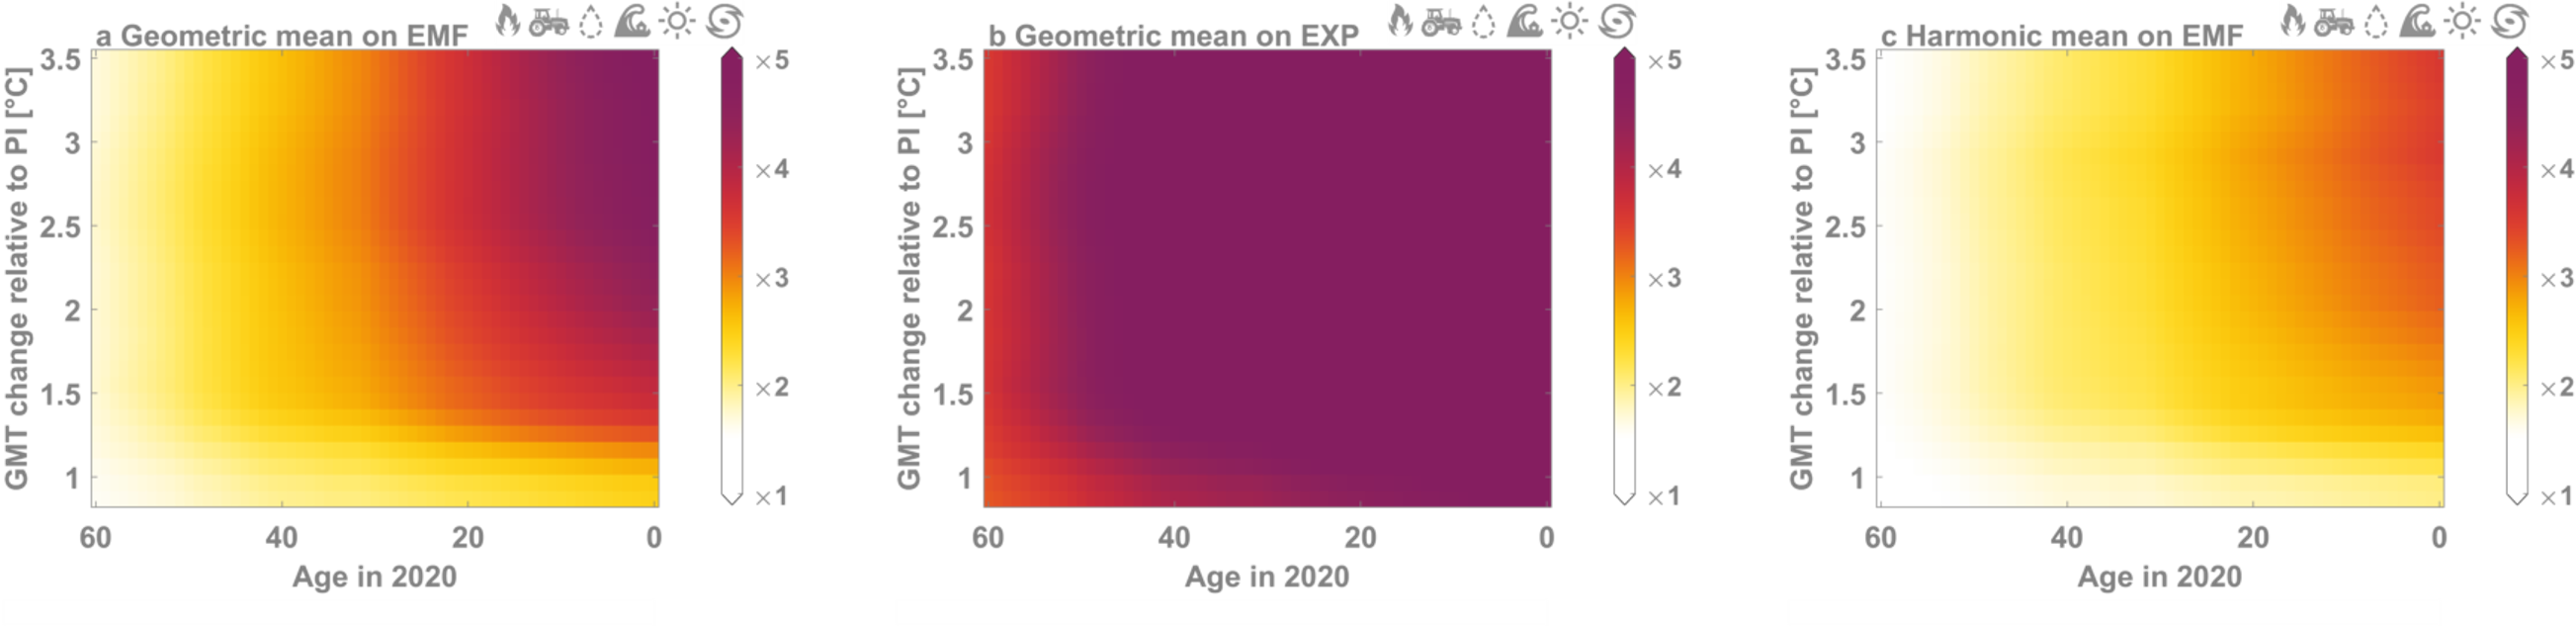 a Geometric mean on EMF
GMT change relative to PI [°C]
3.5
3
2.5
2
1.5
1
60 40 20 0
Age in 2020
×5
×4
×3
×2
×1
b Geometric mean on EXP
GMT change relative to PI [°C]
3.5
3
2.5
2
1.5
1
60 40 20 0
Age in 2020
×5
×4
×3
×2
×1
c Harmonic mean on EMF
GMT change relative to PI [°C]
3.5
3
2.5
2
1.5
1
60 40 20 0
Age in 2020
×5
×4
×3
×2
×1